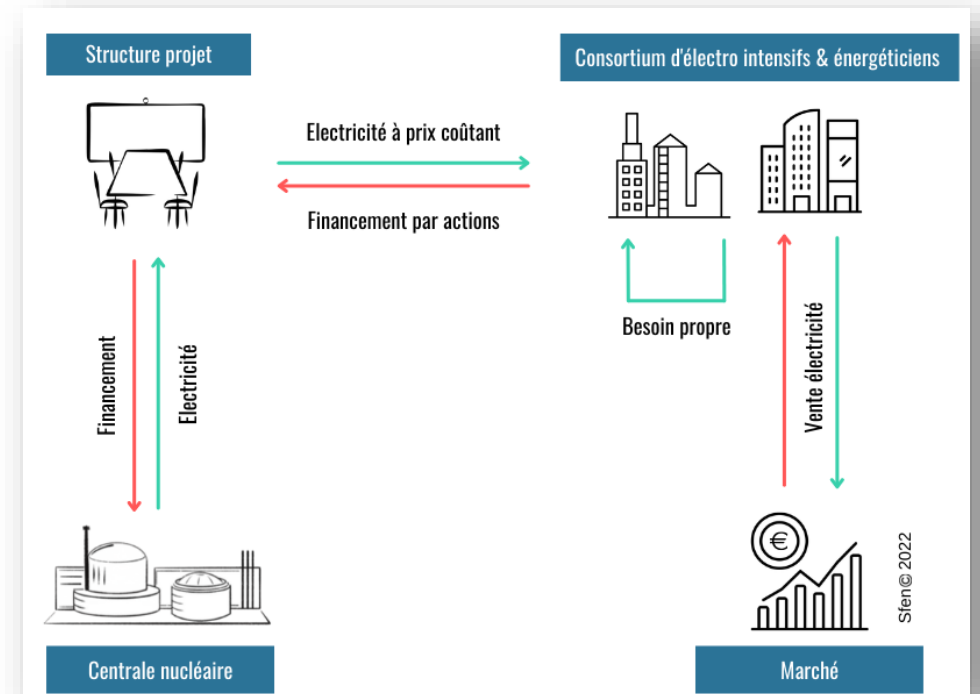 Structure projet
Consortium d'électro intensifs & énergéticiens
Electricité à prix coûtant
Financement par actions
Besoin propre
Financement
Electricité
Vente électricité
€
Sfen© 2022
Centrale nucléaire
Marché